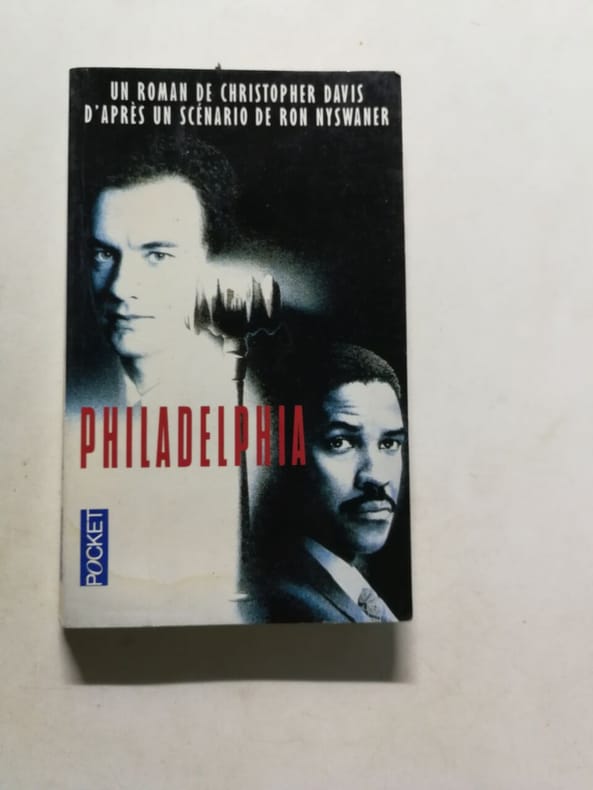 UN ROMAN DE CHRISTOPHER DAVIS
D'APRÈS UN SCÉNARIO DE RON NYSWANER
PHILADELPHIA
POCKET